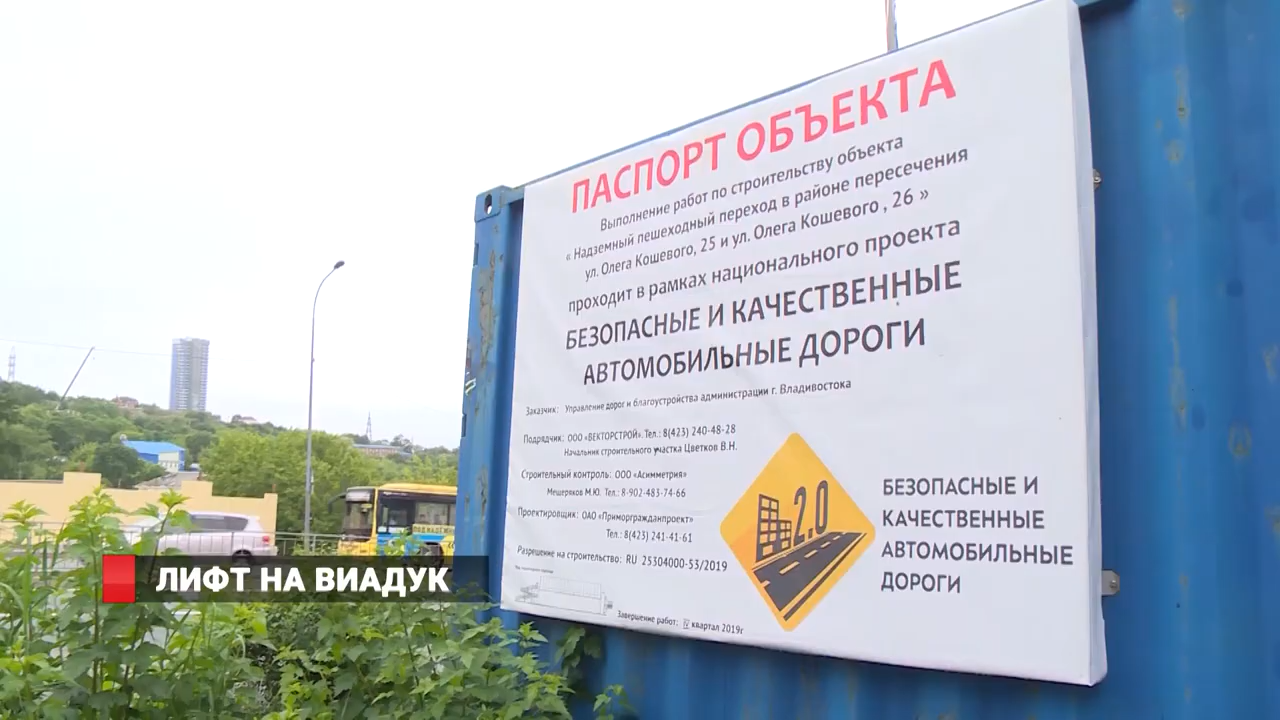 ПАСПОРТ ОБЪЕКТА
Выполнение работ по строительству объекта
« Надземный пешеходный переход в районе пересечения
ул. Олега Кошевого, 25 и ул. Олега Кошевого , 26 »
проходит в рамках национального проекта
БЕЗОПАСНЫЕ И КАЧЕСТВЕННЫЕ
АВТОМОБИЛЬНЫЕ ДОРОГИ
Заказчик: Управление дорог и благоустройства администрации г. Владивостока
Подрядчик: ООО «ВЕКТОРСТРОЙ». Тел.: 8(423) 240-48-28
Начальник строительного участка Цветков В.Н.
Строительный контроль: ООО «Асимметрия»
Мещеряков М.Ю. Тел.: 8-902-483-74-66
Проектировщик: ОАО «Приморгражданпроект»
Тел.: 8(423) 241-41-61
Разрешение на строительство: RU 25304000-53/2019
Завершение работ: IV квартал 2019г
2.0
БЕЗОПАСНЫЕ И
КАЧЕСТВЕННЫЕ
АВТОМОБИЛЬНЫЕ
ДОРОГИ
ЛИФТ НА ВИАДУК